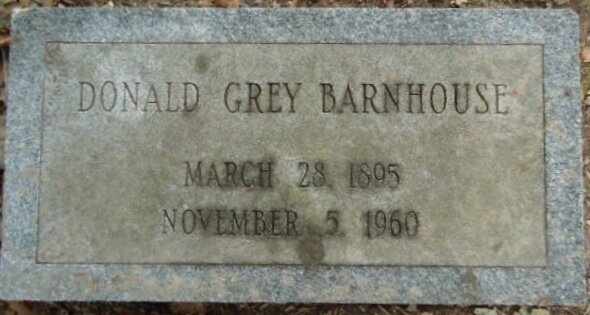 DONALD GREY BARNHOUSE
MARCH 28 1895
NOVEMBER 5 1960